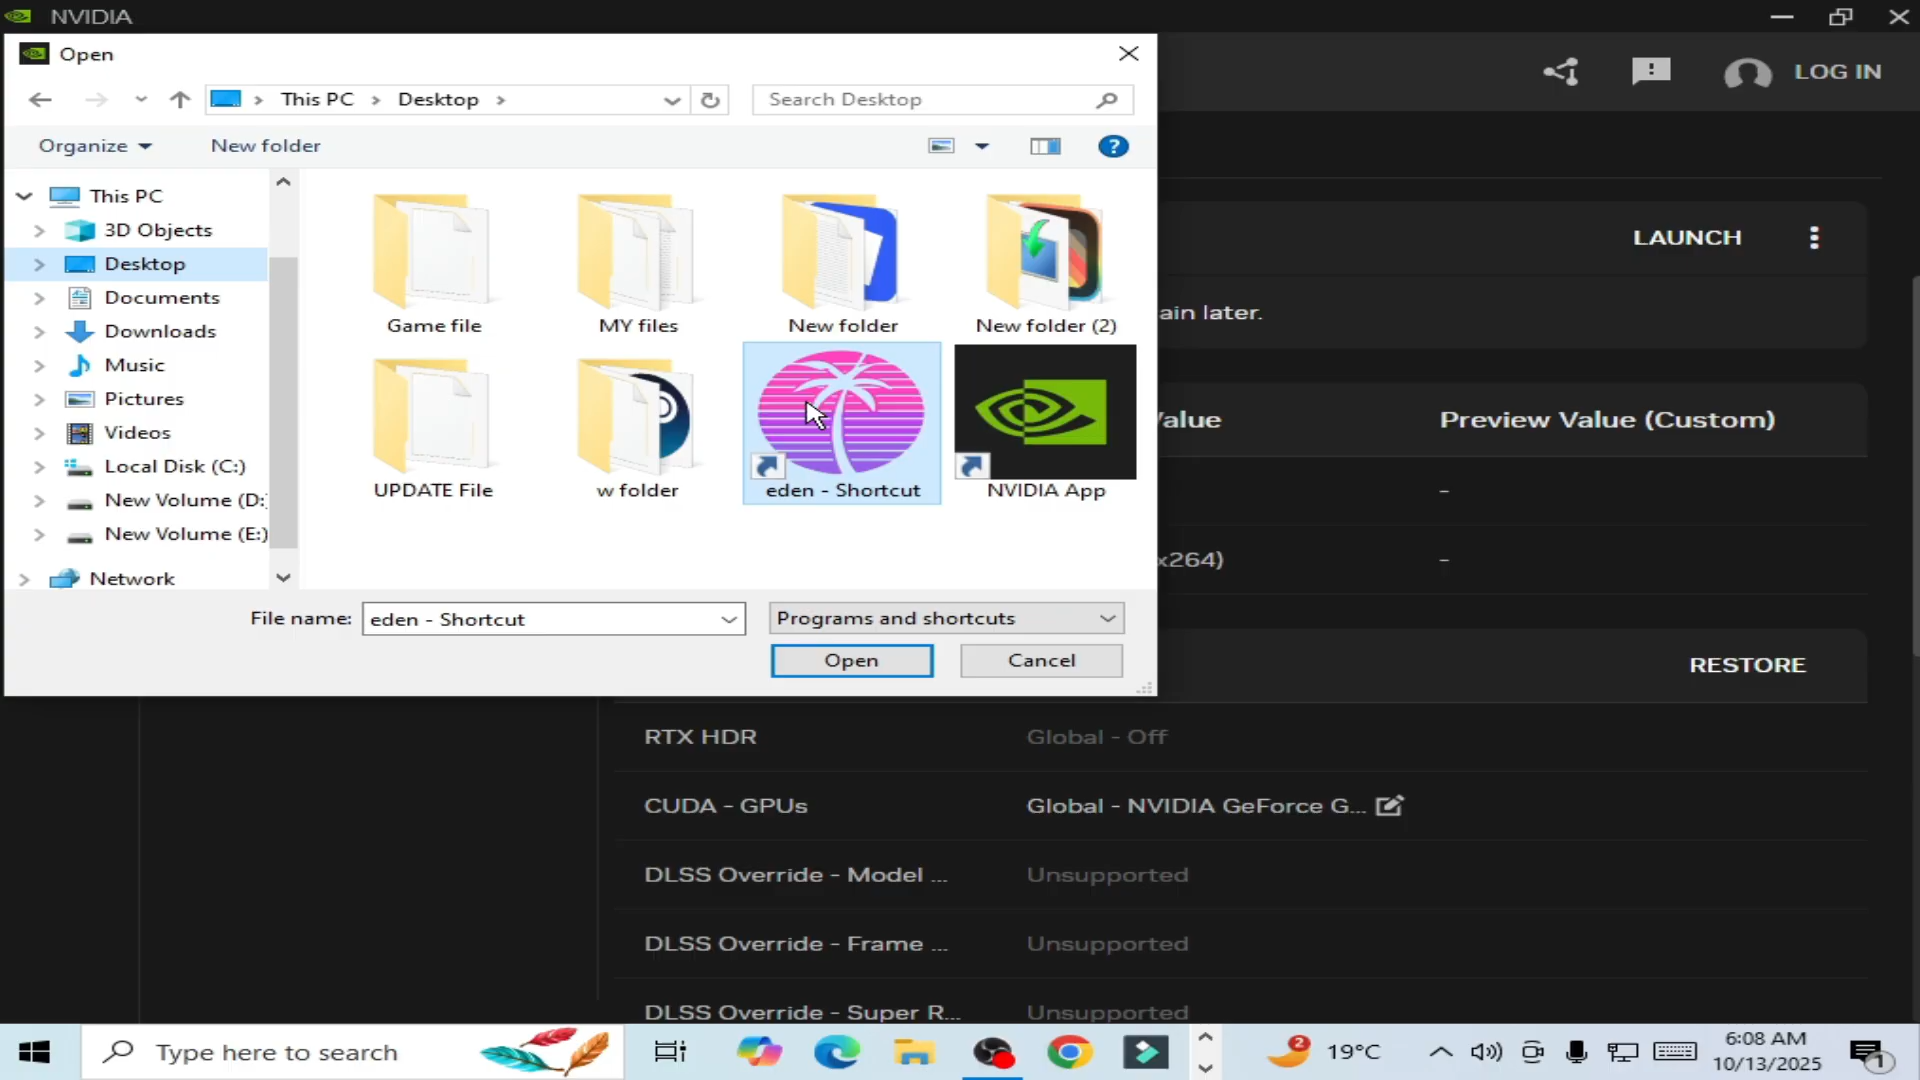 NVIDIA
Open
This PC
Desktop
Search Desktop
LOG IN
Organize
New folder
This PC
3D Objects
Desktop
Documents
Downloads
Music
Pictures
Videos
Local Disk (C:)
New Volume (D:
New Volume (E:)
Network
Game file
MY files
New folder
New folder (2)
UPDATE File
w folder
eden - Shortcut
NVIDIA App
File name:
eden - Shortcut
Programs and shortcuts
Open
Cancel
LAUNCH
ain later.
Value
Preview Value (Custom)
-
x264)
-
RESTORE
RTX HDR
Global - Off
CUDA - GPUs
Global - NVIDIA GeForce G...
DLSS Override - Model ...
Unsupported
DLSS Override - Frame ...
Unsupported
DLSS Override - Super R...
Unsupported
Type here to search
2
19°C
6:08 AM
10/13/2025
1